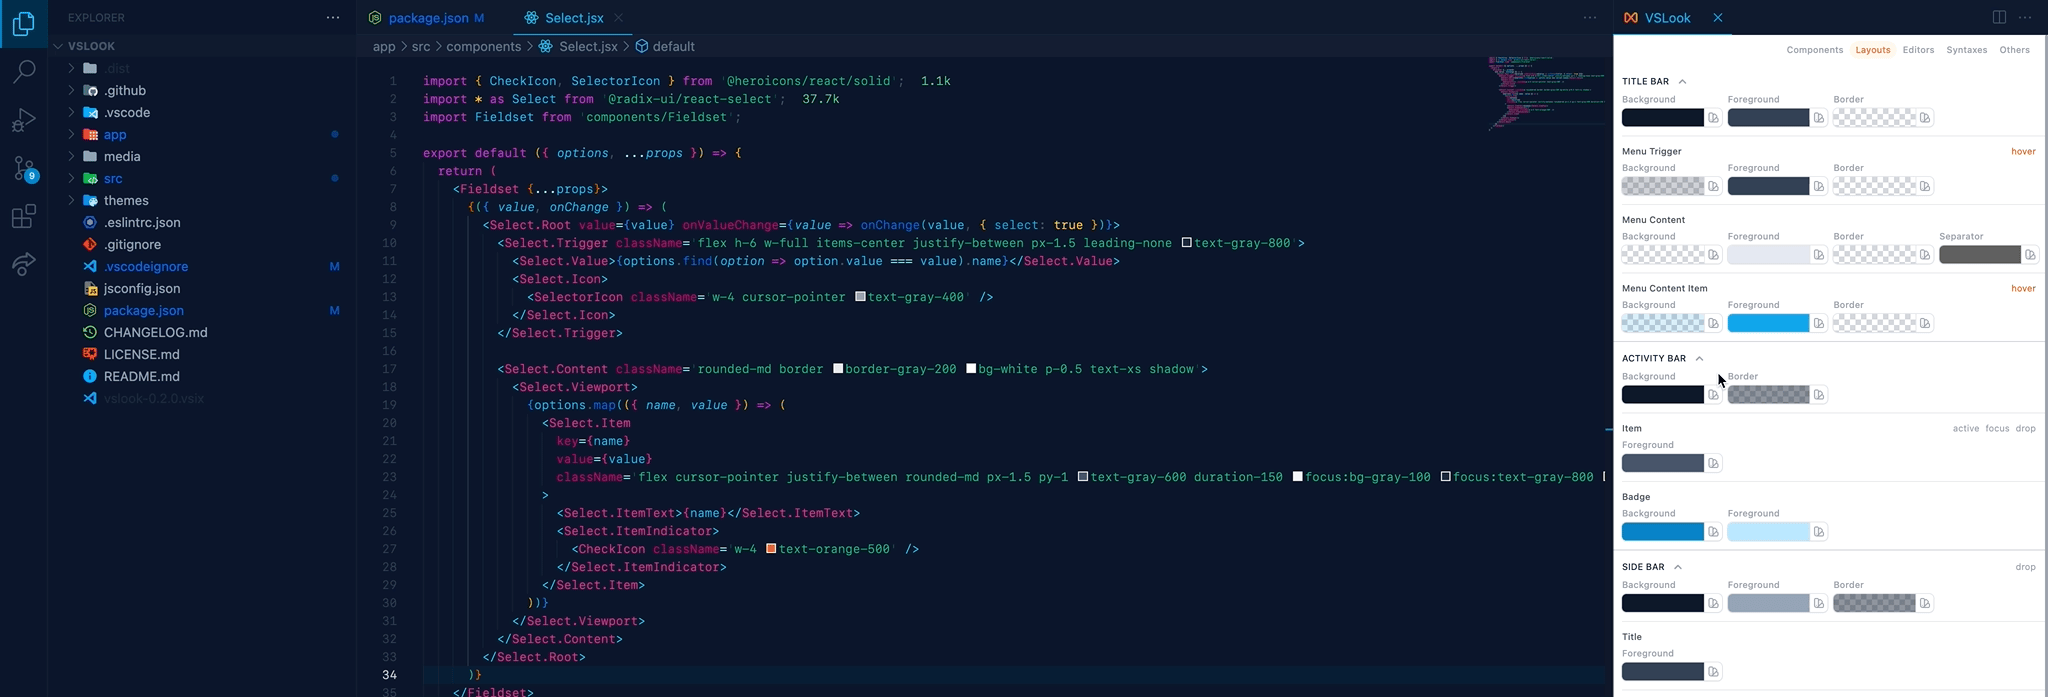 EXPLORER
VSLOOK
.dist
.github
.vscode
app
media
src
themes
.eslintrc.json
.gitignore
.vscodeignore M
jsconfig.json
package.json M
CHANGELOG.md
LICENSE.md
README.md
vslook-0.2.0.vsix
9
package.json M
Select.jsx
app > src > components > Select.jsx > default
1 import { CheckIcon, SelectorIcon } from '@heroicons/react/solid'; 1.1k
2 import * as Select from '@radix-ui/react-select'; 37.7k
3 import Fieldset from 'components/Fieldset';
4
5 export default ({ options, ...props }) => {
6 return (
7 <Fieldset {...props}>
8 {({ value, onChange }) => (
9 <Select.Root value={value} onValueChange={value => onChange(value, { select: true })}>
10 <Select.Trigger className='flex h-6 w-full items-center justify-between px-1.5 leading-none text-gray-800'>
11 <Select.Value>{options.find(option => option.value === value).name}</Select.Value>
12 <Select.Icon>
13 <SelectorIcon className='w-4 cursor-pointer text-gray-400' />
14 </Select.Icon>
15 </Select.Trigger>
16
17 <Select.Content className='rounded-md border border-gray-200 bg-white p-0.5 text-xs shadow'>
18 <Select.Viewport>
19 {options.map(({ name, value }) => (
20 <Select.Item
21 key={name}
22 value={value}
23 className='flex cursor-pointer justify-between rounded-md px-1.5 py-1 text-gray-600 duration-150 focus:bg-gray-100 focus:text-gray-800
24 >
25 <Select.ItemText>{name}</Select.ItemText>
26 <Select.ItemIndicator>
27 <CheckIcon className='w-4 text-orange-500' />
28 </Select.ItemIndicator>
29 </Select.Item>
30 ))}
31 </Select.Viewport>
32 </Select.Content>
33 </Select.Root>
34 )}
35 </Fieldset>
VSLook
Components Layouts Editors Syntaxes Others
TITLE BAR
Background Foreground Border
Menu Trigger hover
Background Foreground Border
Menu Content
Background Foreground Border Separator
Menu Content Item hover
Background Foreground Border
ACTIVITY BAR
Background Border
Item active focus drop
Foreground
Badge
Background Foreground
SIDE BAR drop
Background Foreground Border
Title
Foreground